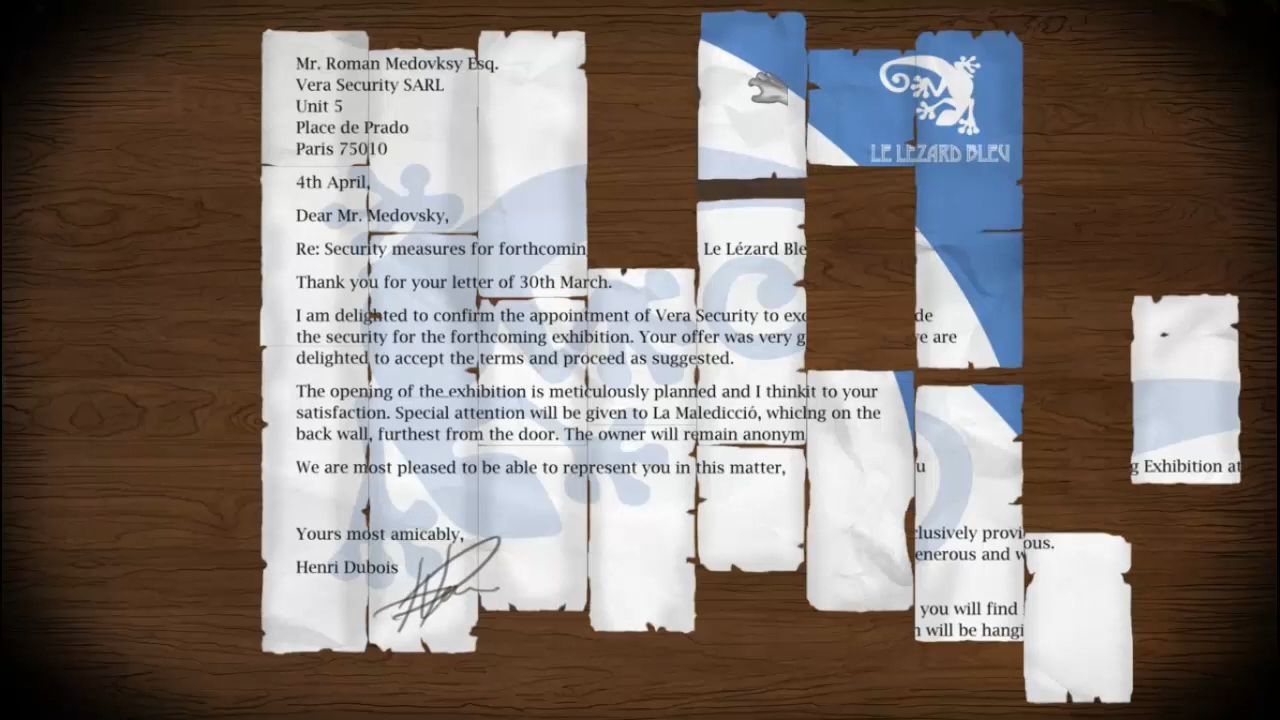 Mr. Roman Medovksy Esq.
Vera Security SARL
Unit 5
Place de Prado
Paris 75010
LE LEZARD BLEU
4th April,
Dear Mr. Medovsky,
Re: Security measures for forthcomin
Le Lézard Ble
Thank you for your letter of 30th March.
I am delighted to confirm the appointment of Vera Security to exc
de
the security for the forthcoming exhibition. Your offer was very g
e are
delighted to accept the terms and proceed as suggested.
The opening of the exhibition is meticulously planned and I think
it to your
satisfaction. Special attention will be given to La Malediccíó, whic
ng on the
back wall, furthest from the door. The owner will remain anonym
We are most pleased to be able to represent you in this matter,
u
g Exhibition at
Yours most amicably,
clusively provi
ous.
enerous and w
Henri Dubois
you will find
h will be hangi